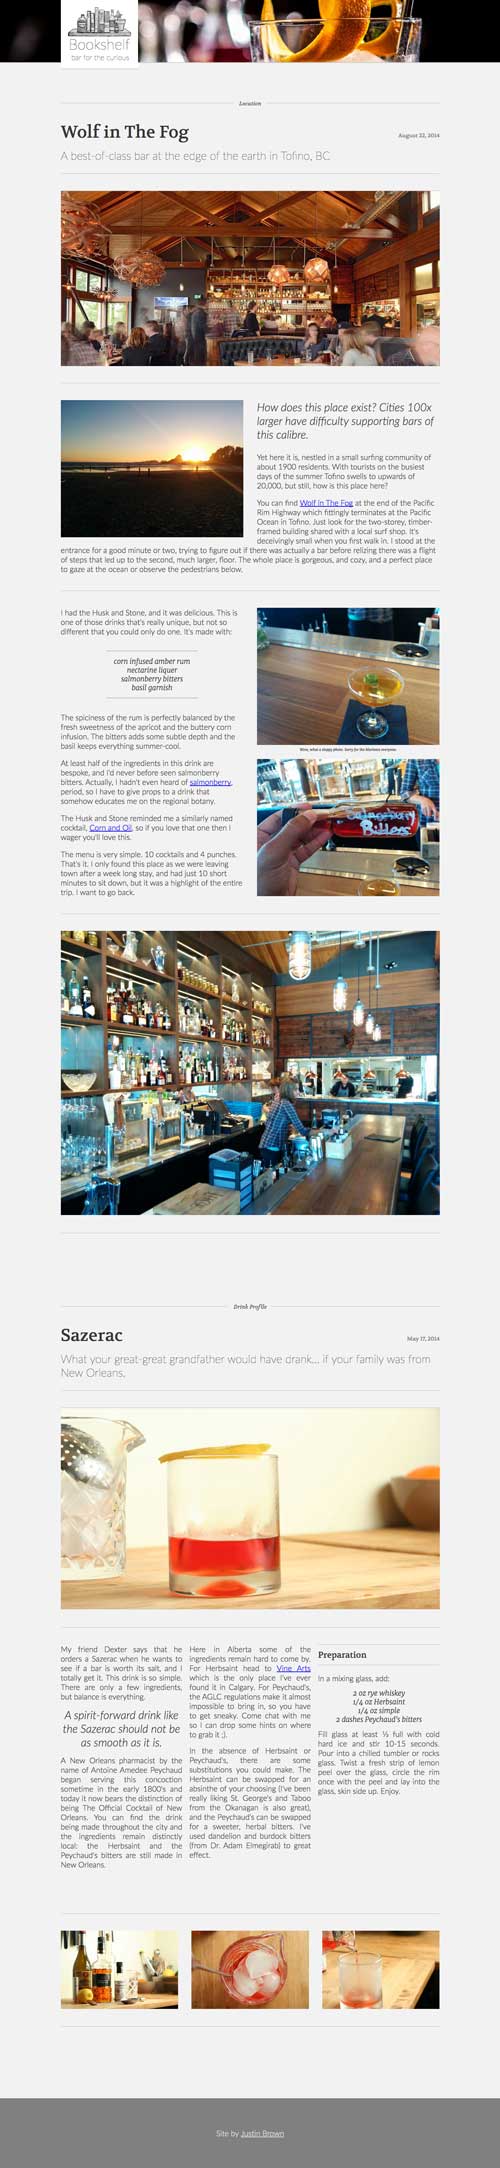 Bookshelf
bar for the curious
Location
Wolf in The Fog
August 22, 2014
A best-of-class bar at the edge of the earth in Tofino, BC
How does this place exist? Cities 100x
larger have difficulty supporting bars of
this calibre.
Yet here it is, nestled in a small surfing community of
about 1900 residents. With tourists on the busiest
days of the summer Tofino swells to upwards of
20,000, but still, how is this place here?
You can find Wolf in The Fog at the end of the Pacific
Rim Highway which fittingly terminates at the Pacific
Ocean in Tofino. Just look for the two-storey, timber-
framed building shared with a local surf shop. It's
deceivingly small when you first walk in. I stood at the
entrance for a good minute or two, trying to figure out if there was actually a bar before relizing there was a flight
of steps that led up to the second, much larger, floor. The whole place is gorgeous, and cozy, and a perfect place
to gaze at the ocean or observe the pedestrians below.
I had the Husk and Stone, and it was delicious. This is
one of those drinks that's really unique, but not so
different that you could only do one. It's made with:
corn infused amber rum
nectarine liquer
salmonberry bitters
basil garnish
The spiciness of the rum is perfectly balanced by the
fresh sweetness of the apricot and the buttery corn
infusion. The bitters adds some subtle depth and the
basil keeps everything summer-cool.
At least half of the ingredients in this drink are
bespoke, and I'd never before seen salmonberry
bitters. Actually, I hadn't even heard of salmonberry,
period, so I have to give props to a drink that
somehow educates me on the regional botany.
The Husk and Stone reminded me a similarly named
cocktail, Corn and Oil, so if you love that one then I
wager you'll love this.
The menu is very simple. 10 cocktails and 4 punches.
That's it. I only found this place as we were leaving
town after a week long stay, and had just 10 short
minutes to sit down, but it was a highlight of the entire
trip. I want to go back.
Wow, what a sloppy photo. Sorry for the blurriness everyone.
Salmonberry
Bitters
Drink Profile
Sazerac
May 17, 2014
What your great-great grandfather would have drank... if your family was from
New Orleans.
My friend Dexter says that he
orders a Sazerac when he wants to
see if a bar is worth its salt, and I
totally get it. This drink is so simple.
There are only a few ingredients,
but balance is everything.
A spirit-forward drink like
the Sazerac should not be
as smooth as it is.
A New Orleans pharmacist by the
name of Antoine Amedee Peychaud
began serving this concoction
sometime in the early 1800's and
today it now bears the distinction of
being The Official Cocktail of New
Orleans. You can find the drink
being made throughout the city and
the ingredients remain distinctly
local: the Herbsaint and the
Peychaud's bitters are still made in
New Orleans.
Here in Alberta some of the
ingredients remain hard to come by.
For Herbsaint head to Vine Arts
which is the only place I've ever
found it in Calgary. For Peychaud's,
the AGLC regulations make it almost
impossible to bring in, so you have
to get sneaky. Come chat with me
so I can drop some hints on where
to grab it ;).
In the absence of Herbsaint or
Peychaud's, there are some
substitutions you could make. The
Herbsaint can be swapped for an
absinthe of your choosing (I've been
really liking St. George's and Taboo
from the Okanagan is also great),
and the Peychaud's can be swapped
for a sweeter, herbal bitters. I've
used dandelion and burdock bitters
(from Dr. Adam Elmegirab) to great
effect.
Preparation
In a mixing glass, add:
2 oz rye whiskey
1/4 oz Herbsaint
1/4 oz simple
2 dashes Peychaud's bitters
Fill glass at least ⅔ full with cold
hard ice and stir 10-15 seconds.
Pour into a chilled tumbler or rocks
glass. Twist a fresh strip of lemon
peel over the glass, circle the rim
once with the peel and lay into the
glass, skin side up. Enjoy.
Site by Justin Brown